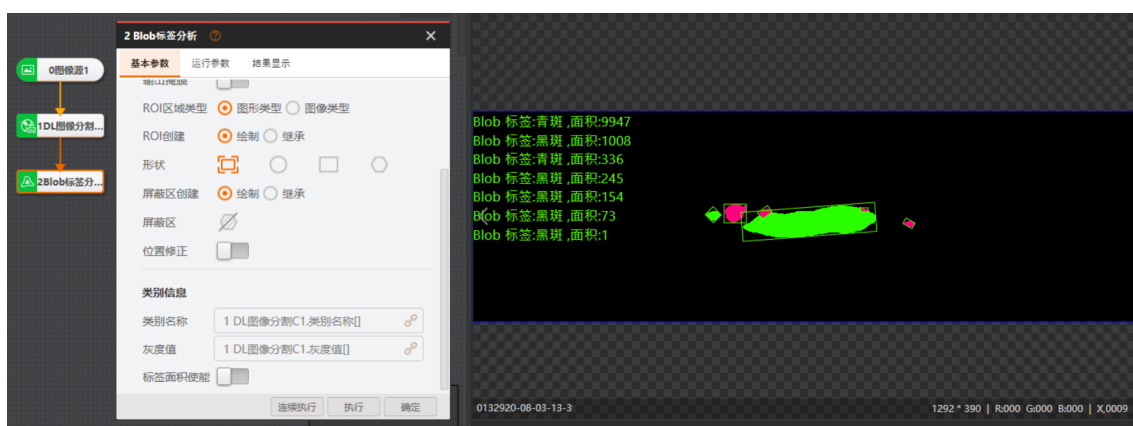 0图像源1
1DL图像分割...
2Blob标签分...
2 Blob标签分析
基本参数 运行参数 结果显示
输出掩膜
ROI区域类型 图形类型 图像类型
ROI创建 绘制 继承
形状
屏蔽区创建 绘制 继承
屏蔽区
位置修正
类别信息
类别名称 1 DL图像分割C1.类别名称[]
灰度值 1 DL图像分割C1.灰度值[]
标签面积使能
连续执行 执行 确定
Blob 标签:青斑 ,面积:9947
Blob 标签:黑斑 ,面积:1008
Blob 标签:青斑 ,面积:336
Blob 标签:黑斑 ,面积:245
Blob 标签:黑斑 ,面积:154
Blob 标签:黑斑 ,面积:73
Blob 标签:黑斑 ,面积:1
0132920-08-03-13-3
1292 * 390 | R:000 G:000 B:000 | X,0009